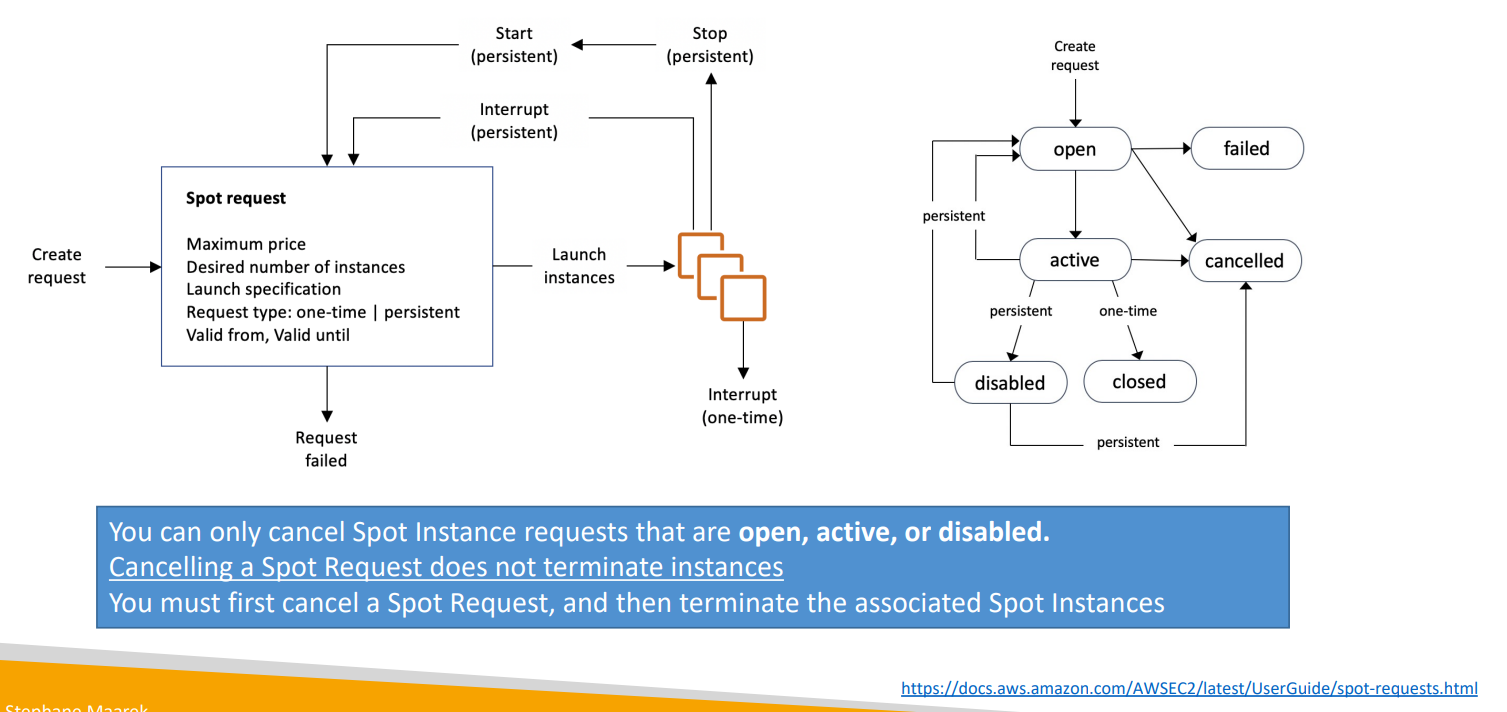 Start
(persistent)
Stop
(persistent)
Interrupt
(persistent)
Create
request
Spot request
Maximum price
Desired number of instances
Launch specification
Request type: one-time | persistent
Valid from, Valid until
Launch
instances
Request
failed
Interrupt
(one-time)
Create
request
open
failed
persistent
active
cancelled
persistent
one-time
disabled
closed
persistent
You can only cancel Spot Instance requests that are open, active, or disabled.
Cancelling a Spot Request does not terminate instances
You must first cancel a Spot Request, and then terminate the associated Spot Instances
https://docs.aws.amazon.com/AWSEC2/latest/UserGuide/spot-requests.html
Stephane Maarek